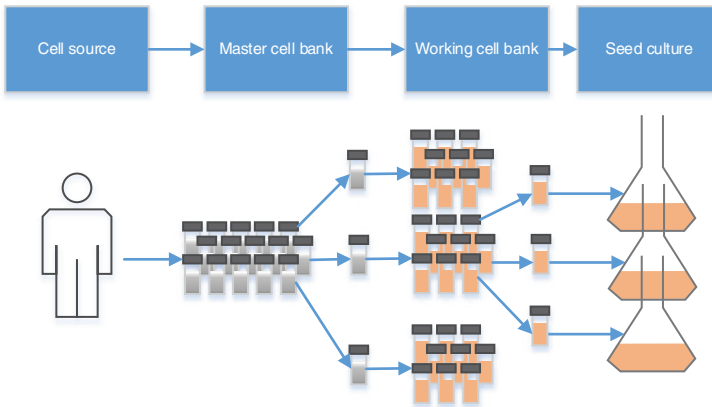 Cell source
Master cell bank
Working cell bank
Seed culture